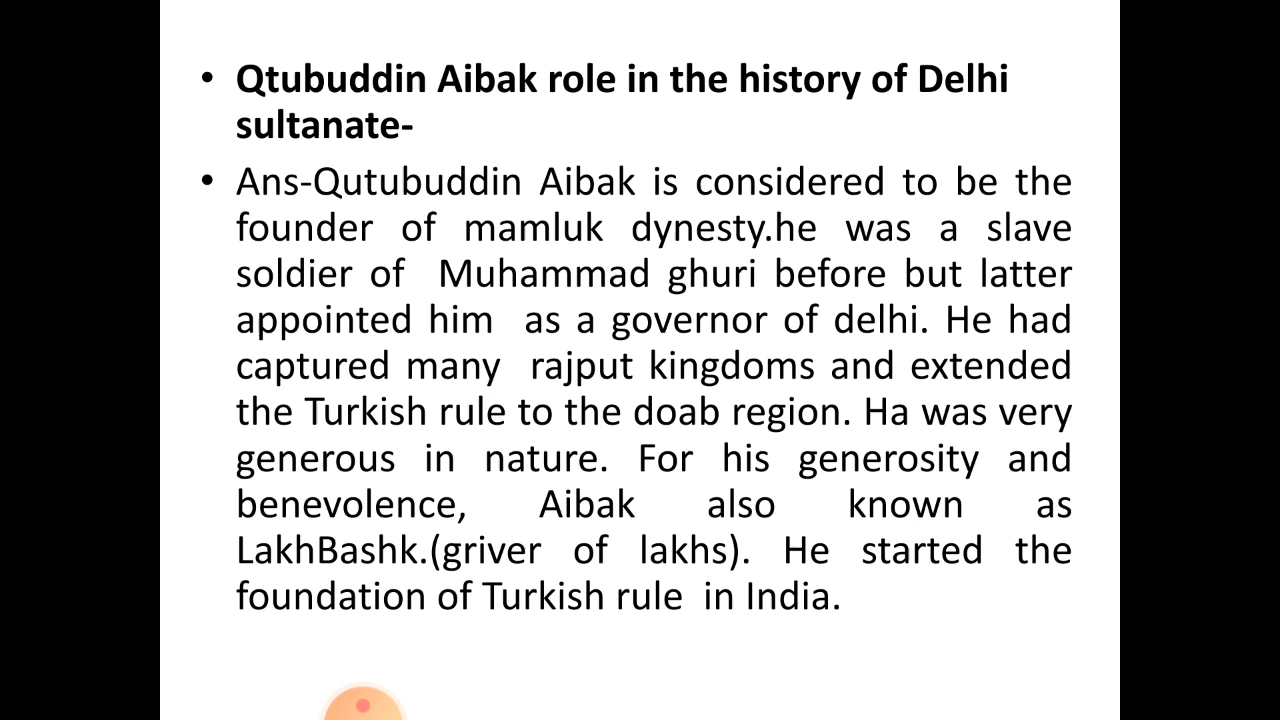 • Qtubuddin Aibak role in the history of Delhi
sultanate-
• Ans-Qutubuddin Aibak is considered to be the
founder of mamluk dynesty.he was a slave
soldier of Muhammad ghuri before but latter
appointed him as a governor of delhi. He had
captured many rajput kingdoms and extended
the Turkish rule to the doab region. Ha was very
generous in nature. For his generosity and
benevolence, Aibak also known as
LakhBashk.(griver of lakhs). He started the
foundation of Turkish rule in India.